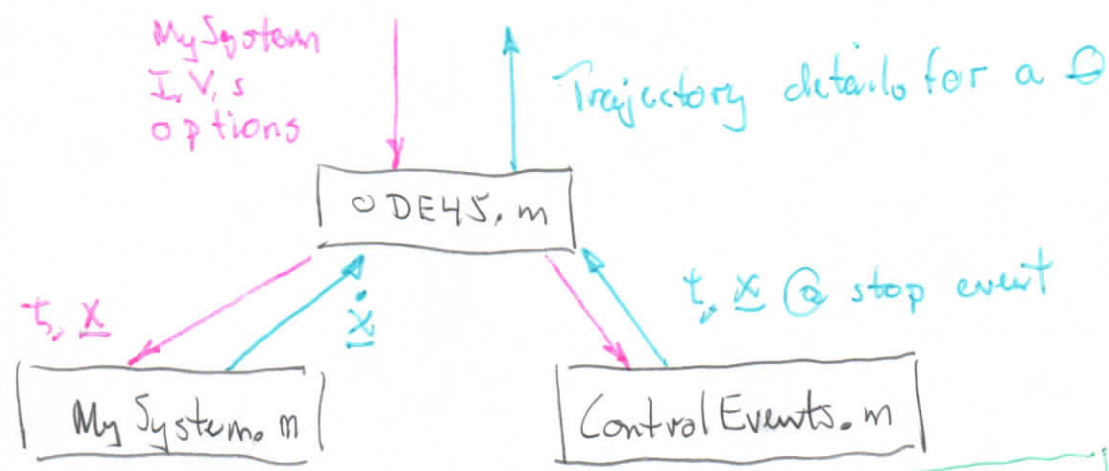 MySystem
I.V.s
options
Trajectory details for a θ
ODE45.m
t, x
ẋ
t, x @ stop event
MySystem.m
ControlEvents.m